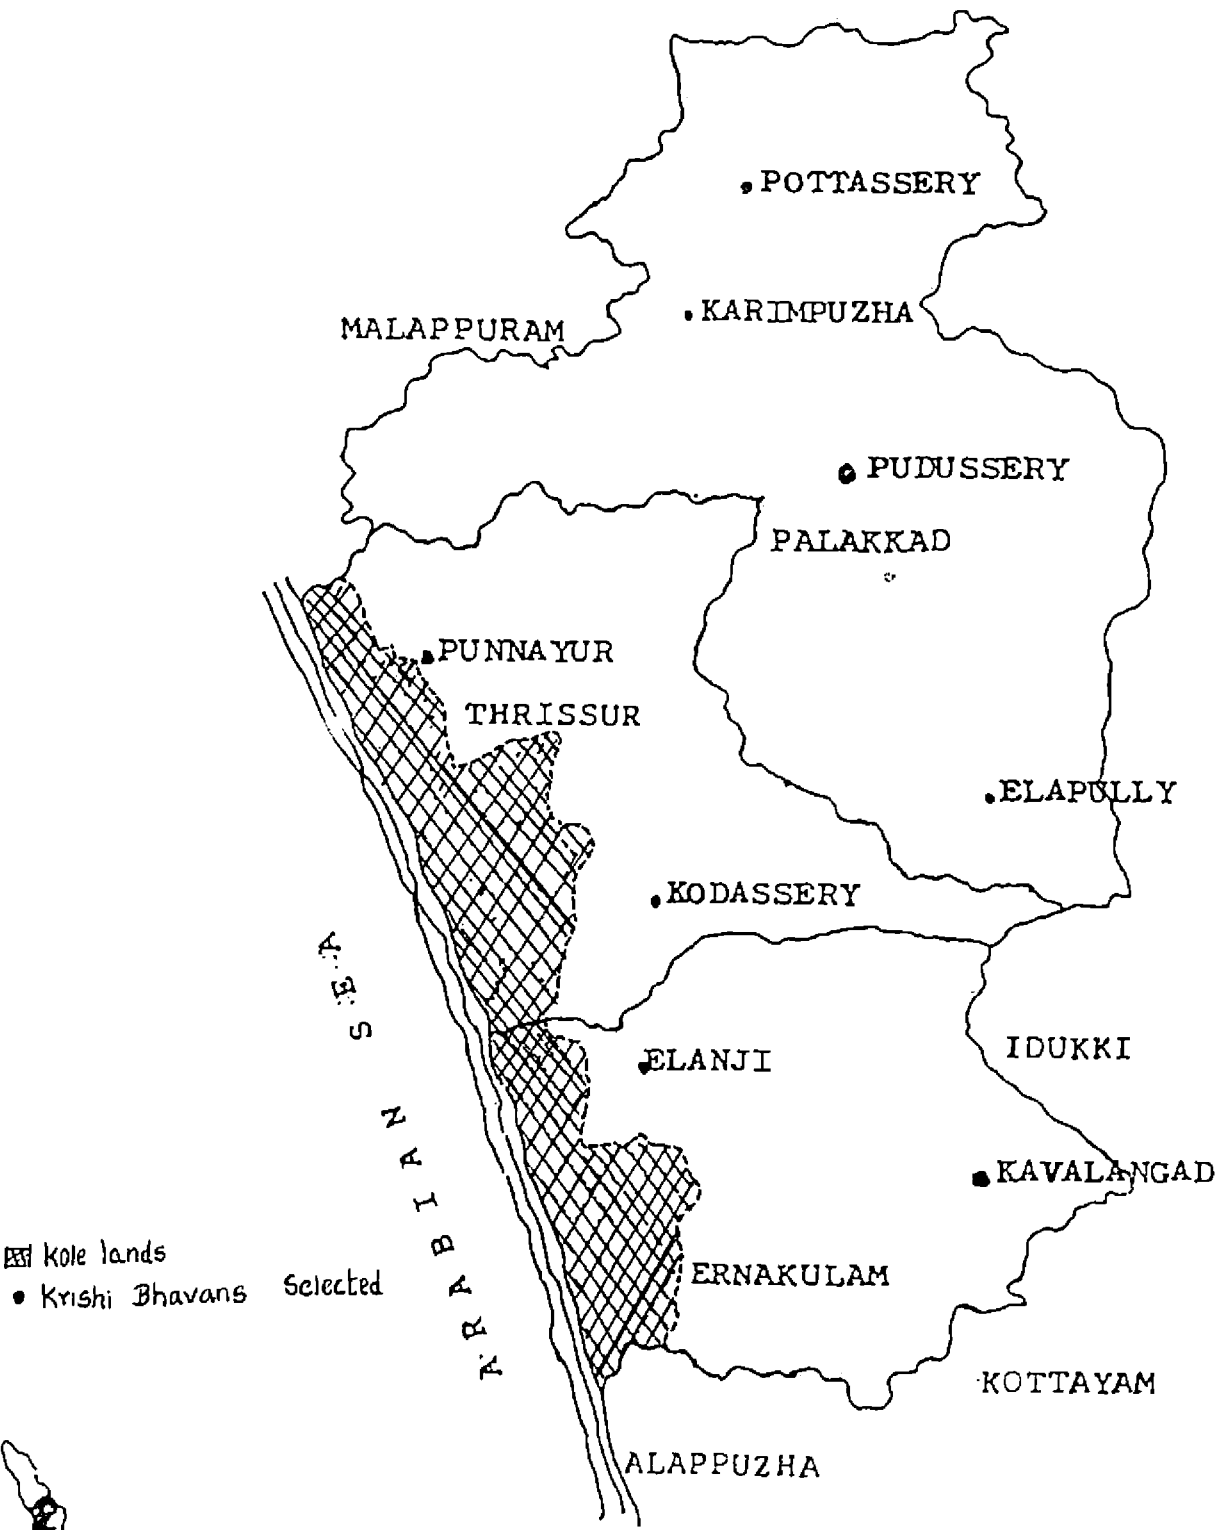 POTTASSERY
KARIMPUZHA
MALAPPURAM
PUDUSSERY
PALAKKAD
PUNNAYUR
THRISSUR
ELAPULLY
KODASSERY
ARABIAN SEA
IDUKKI
ELANJI
KAVALANGAD
kole lands
Krishi Bhavans Selected
ERNAKULAM
KOTTAYAM
ALAPPUZHA